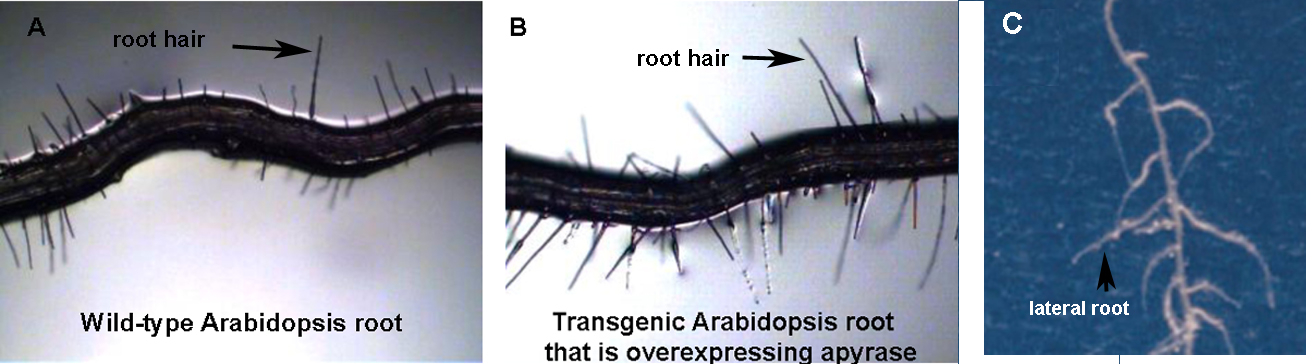 A
root hair
Wild-type Arabidopsis root
B
root hair
Transgenic Arabidopsis root
that is overexpressing apyrase
C
lateral root